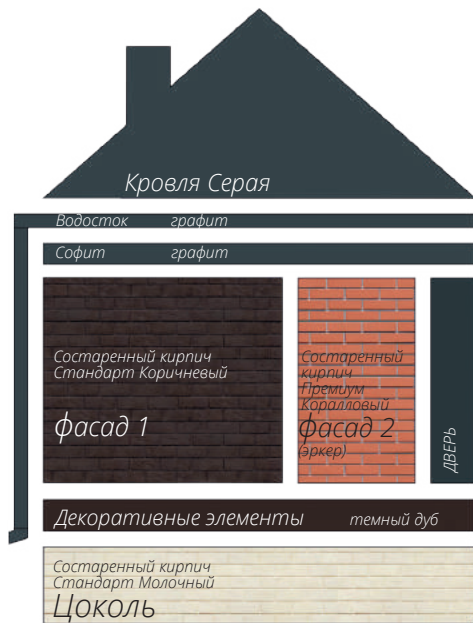 Кровля Серая
Водосток графит
Софит графит
Состаренный кирпич
Стандарт Коричневый
фасад 1
Состаренный
кирпич
Премиум
Коралловый
фасад 2
(эркер)
ДВЕРЬ
Декоративные элементы темный дуб
Состаренный кирпич
Стандарт Молочный
Цоколь